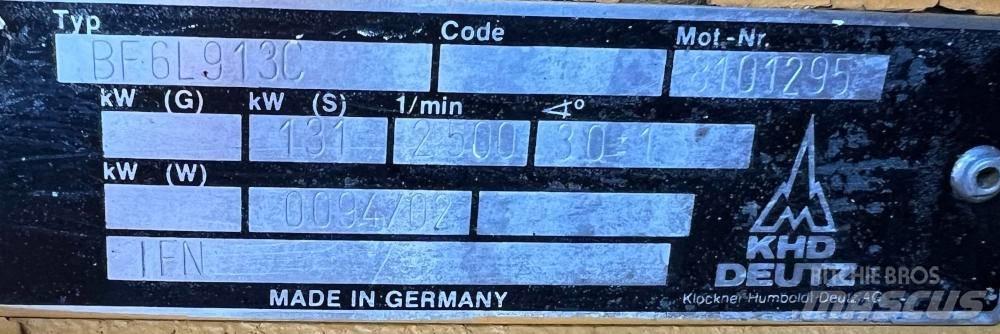 Typ Code Mot.-Nr.
BF6L913C 8101295
kW (G) kW (S) 1/min ∢°
131 2500 30±1
kW (W)
0094/02
IFN
KHD
DEUTZ
MADE IN GERMANY
Klöckner-Humboldt-Deutz AG
RITCHIE BROS.
MASCUS